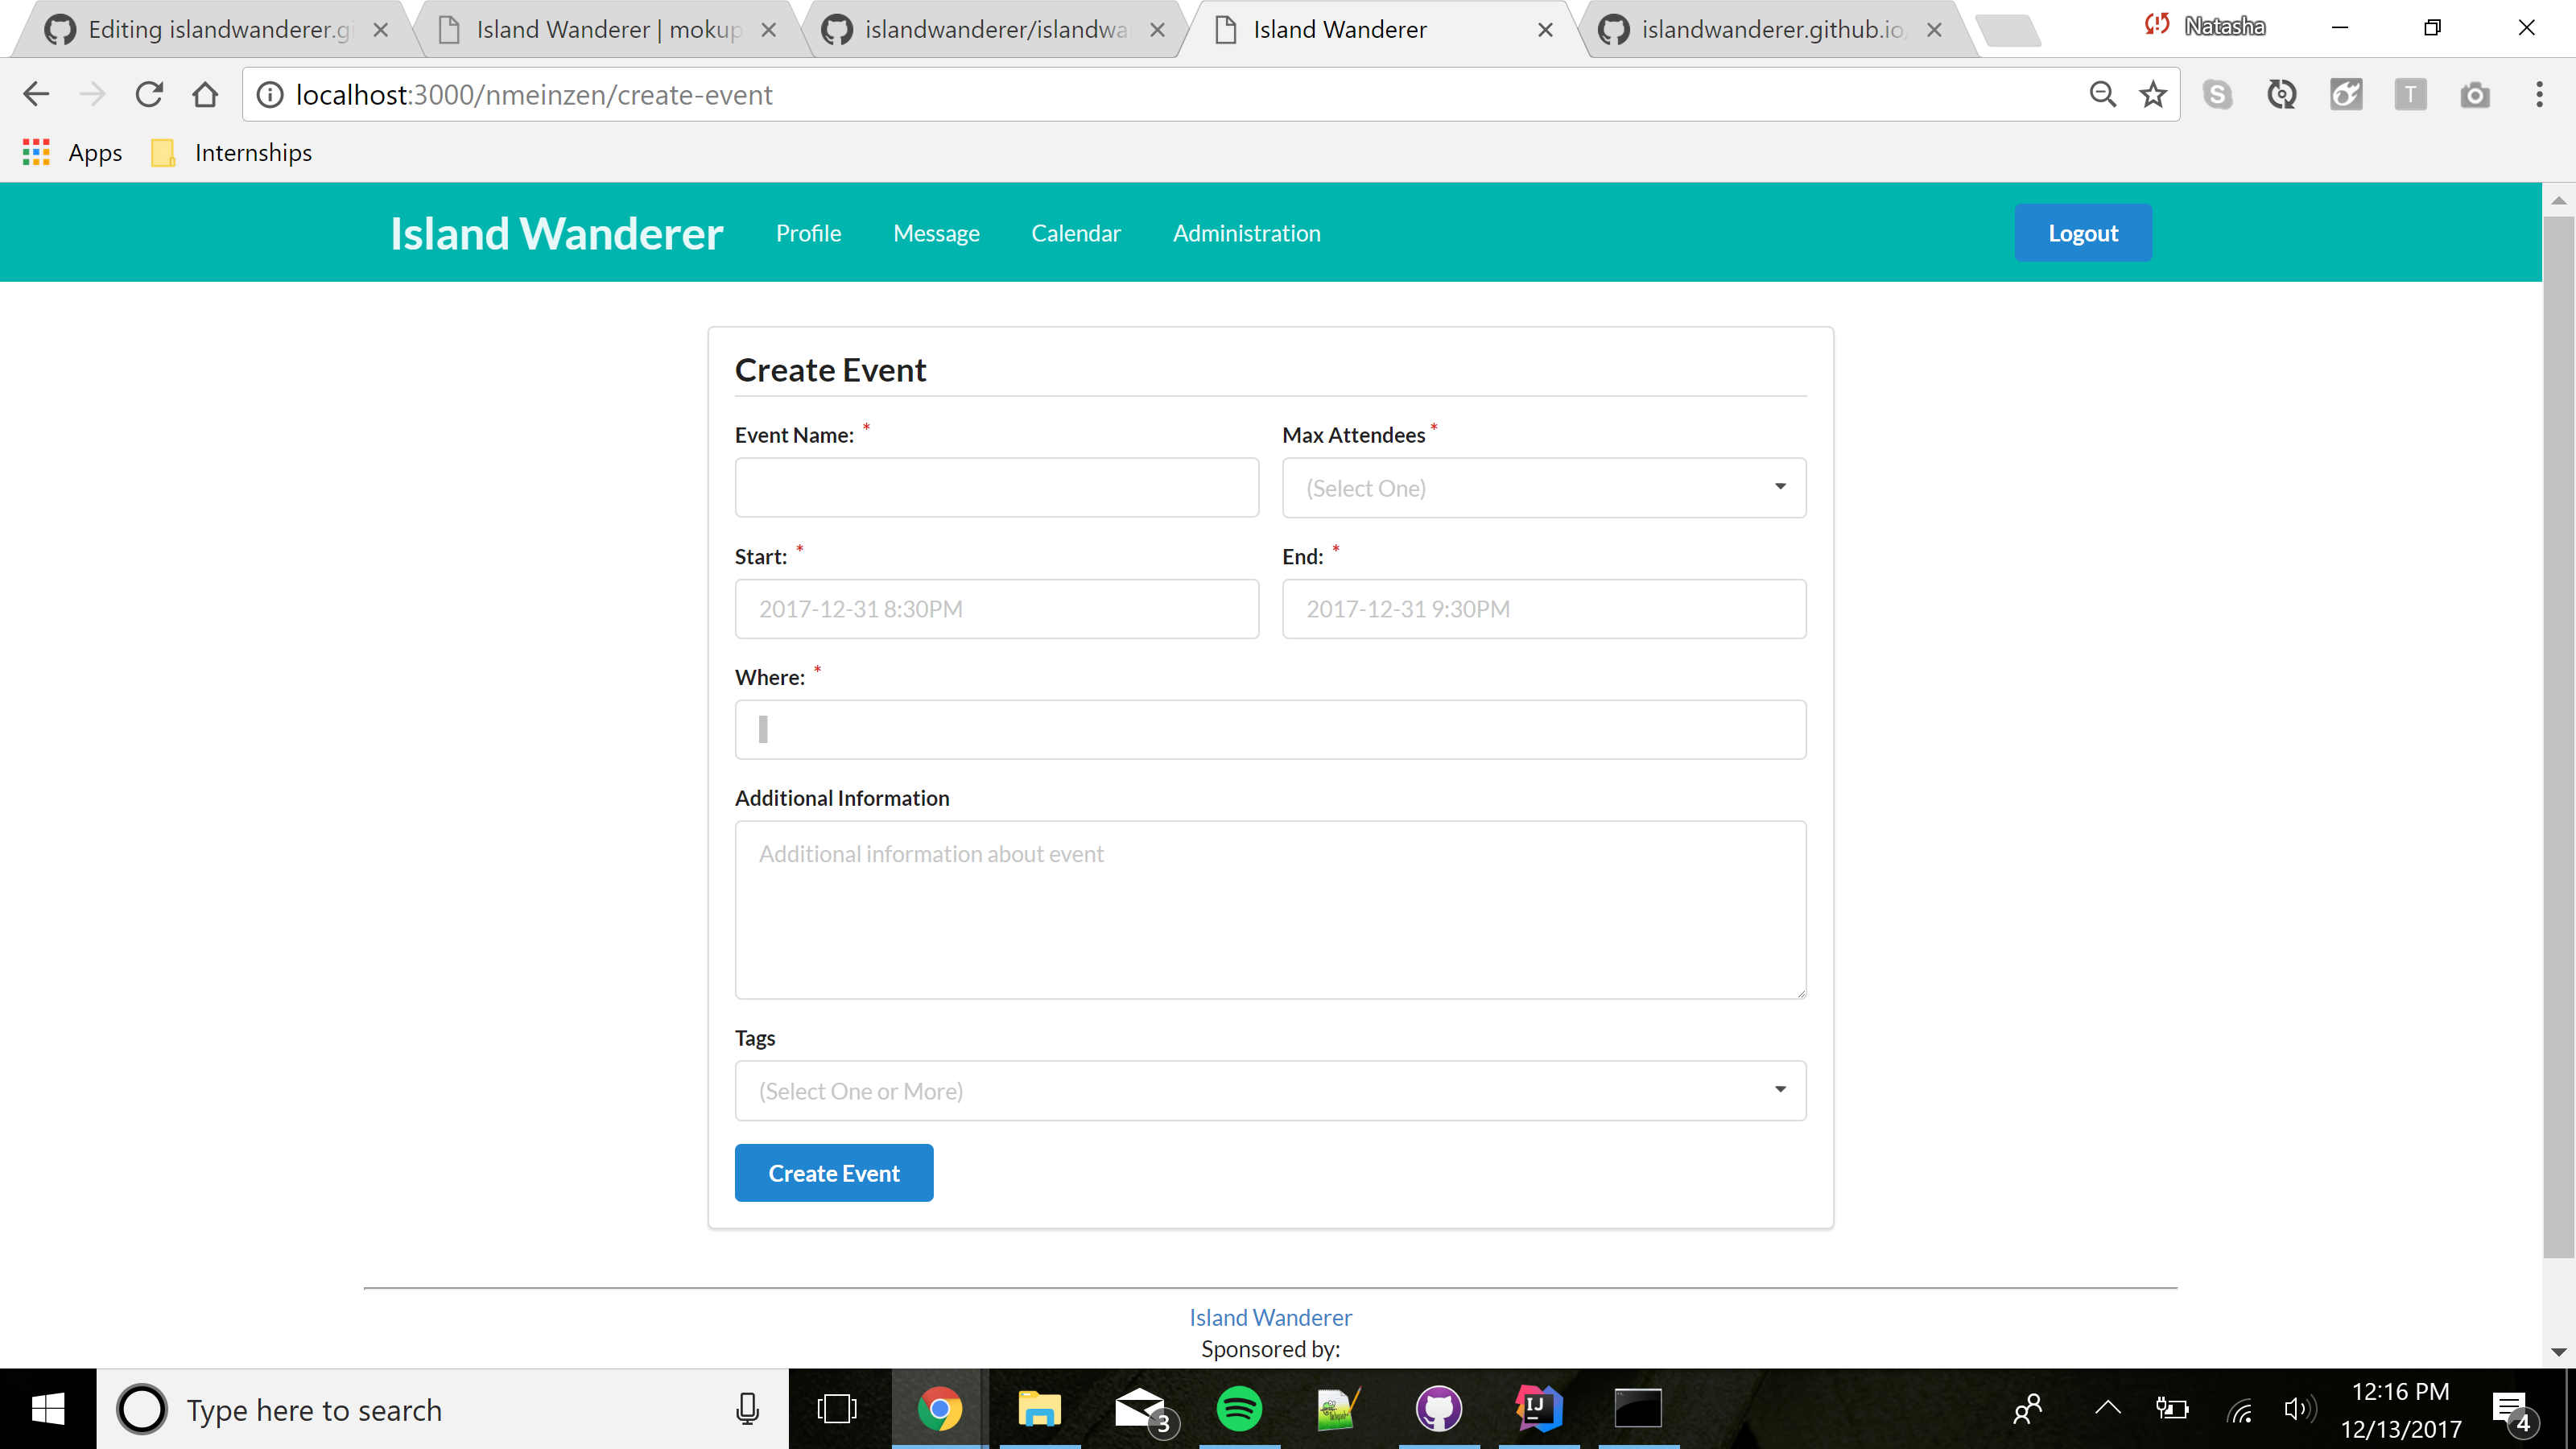 Editing islandwanderer.gi
Island Wanderer | mokup
islandwanderer/islandwa
Island Wanderer
islandwanderer.github.io/
Natasha
localhost:3000/nmeinzen/create-event
S
T
Apps
Internships
Island Wanderer
Profile
Message
Calendar
Administration
Logout
Create Event
Event Name: *
Max Attendees *
(Select One)
Start: *
End: *
2017-12-31 8:30PM
2017-12-31 9:30PM
Where: *
Additional Information
Additional information about event
Tags
(Select One or More)
Create Event
Island Wanderer
Sponsored by:
Type here to search
3
IJ
12:16 PM
12/13/2017
4